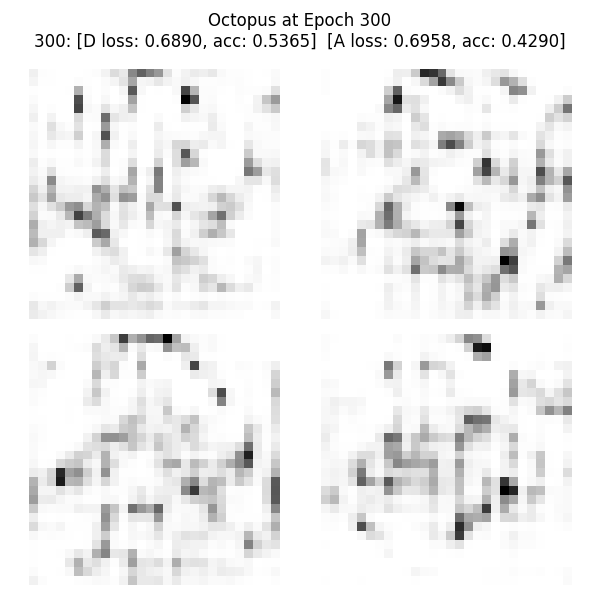 Octopus at Epoch 300
300: [D loss: 0.6890, acc: 0.5365]  [A loss: 0.6958, acc: 0.4290]